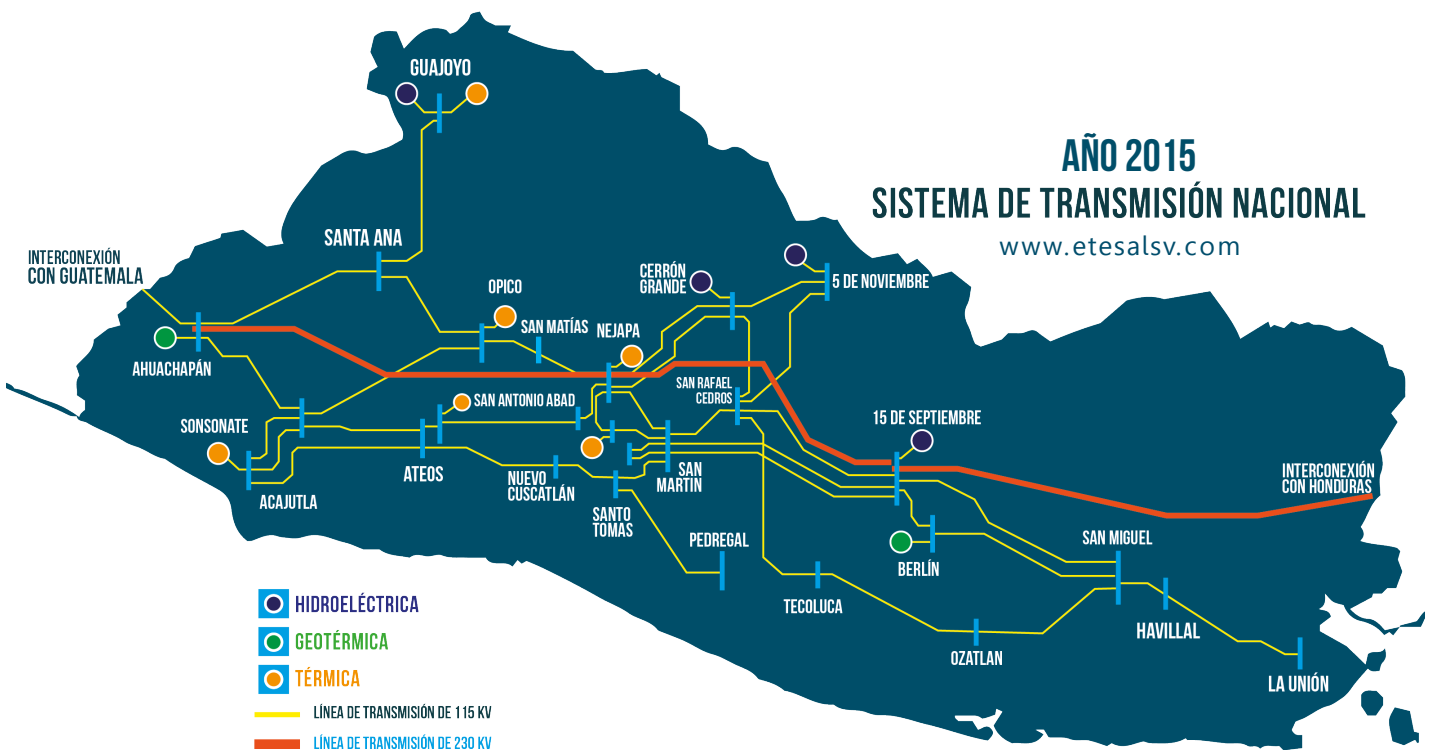 GUAJOYO
AÑO 2015
SISTEMA DE TRANSMISIÓN NACIONAL
www.etesalsv.com
INTERCONEXIÓN
CON GUATEMALA
SANTA ANA
CERRÓN
GRANDE
5 DE NOVIEMBRE
OPICO
SAN MATÍAS
NEJAPA
AHUACHAPÁN
SAN RAFAEL
CEDROS
SAN ANTONIO ABAD
SONSONATE
15 DE SEPTIEMBRE
ATEOS
NUEVO
CUSCATLÁN
SAN
MARTIN
INTERCONEXIÓN
CON HONDURAS
ACAJUTLA
SANTO
TOMAS
PEDREGAL
SAN MIGUEL
BERLÍN
TECOLUCA
HAVILLAL
OZATLAN
LA UNIÓN
HIDROELÉCTRICA
GEOTÉRMICA
TÉRMICA
LÍNEA DE TRANSMISIÓN DE 115 KV
LÍNEA DE TRANSMISIÓN DE 230 KV